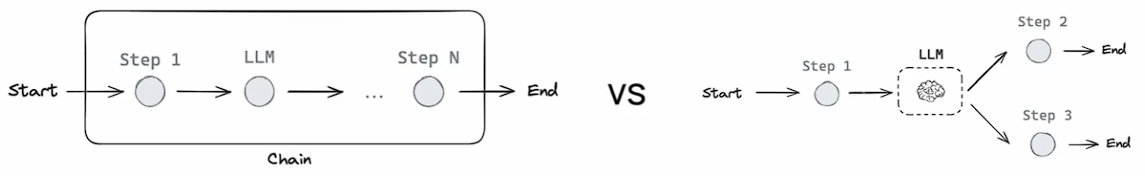 Start
Step 1
LLM
...
Step N
End
Chain
VS
Start
Step 1
LLM
Step 2
End
Step 3
End